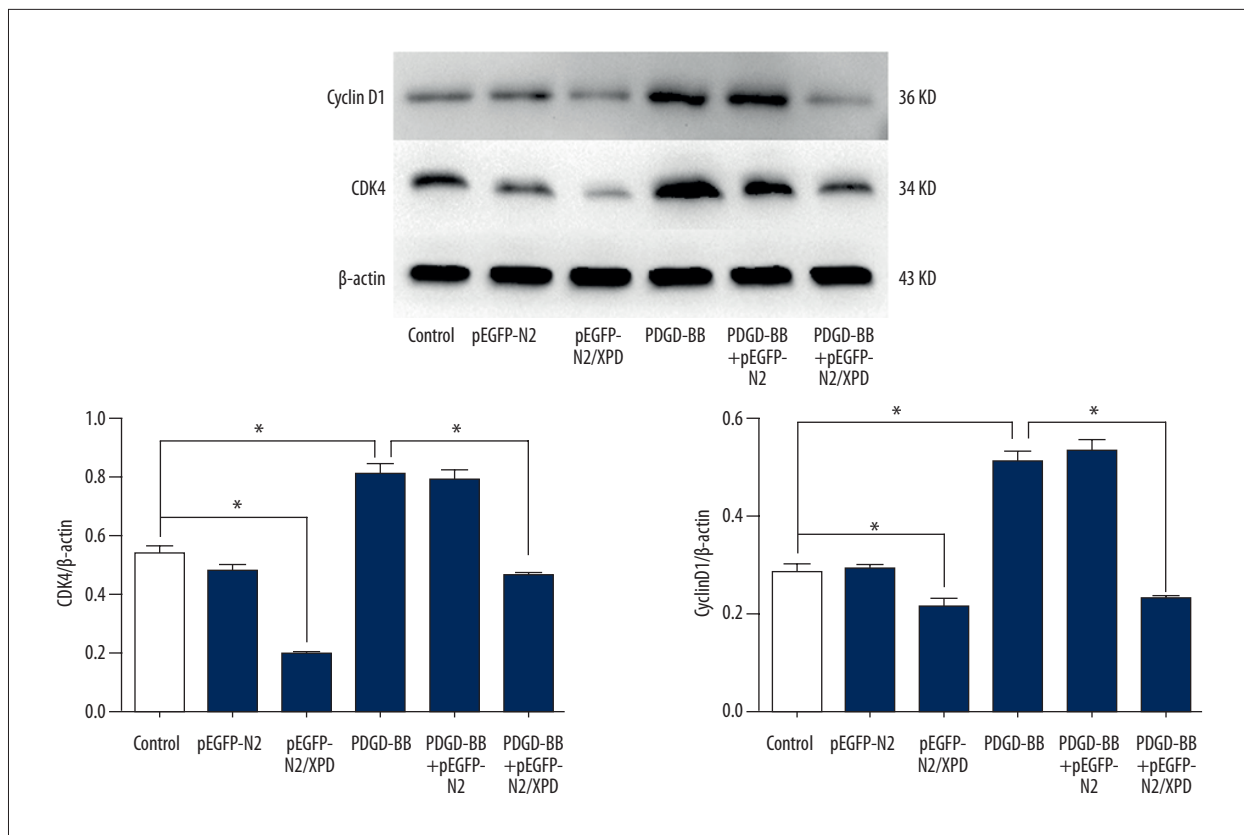 Cyclin D1
36 KD
CDK4
34 KD
β-actin
43 KD
Control
pEGFP-N2
pEGFP-
N2/XPD
PDGD-BB
PDGD-BB
+pEGFP-
N2
PDGD-BB
+pEGFP-
N2/XPD
CDK4/β-actin
1.0
0.8
0.6
0.4
0.2
0.0
*
*
*
Control
pEGFP-N2
pEGFP-
N2/XPD
PDGD-BB
PDGD-BB
+pEGFP-
N2
PDGD-BB
+pEGFP-
N2/XPD
CyclinD1/β-actin
0.6
0.4
0.2
0.0
*
*
*
Control
pEGFP-N2
pEGFP-
N2/XPD
PDGD-BB
PDGD-BB
+pEGFP-
N2
PDGD-BB
+pEGFP-
N2/XPD